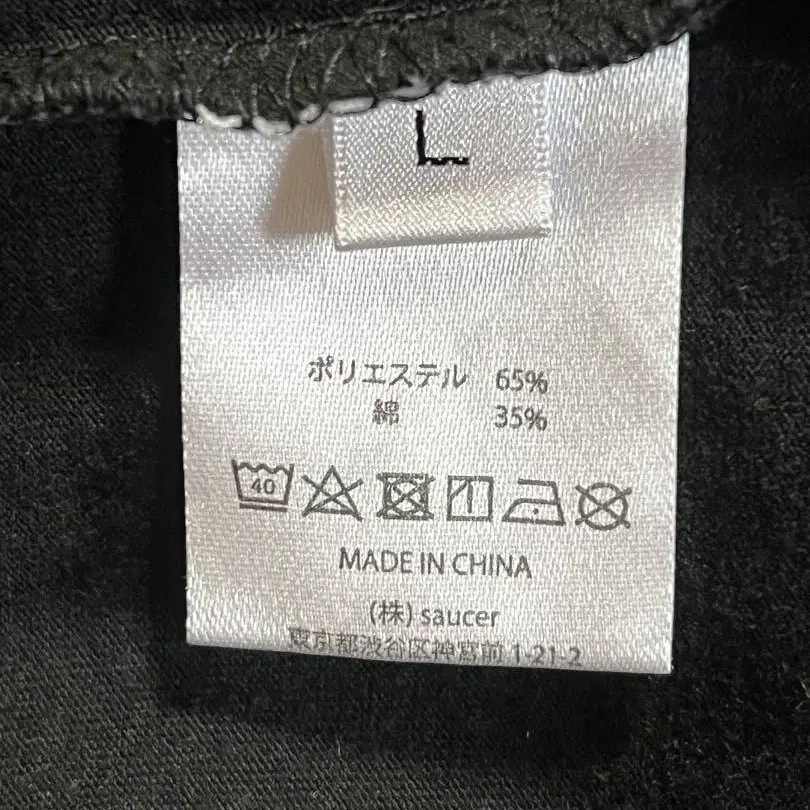 L
ポリエステル 65%
綿 35%
40
MADE IN CHINA
(株) saucer
東京都渋谷区神宮前 1-21-2